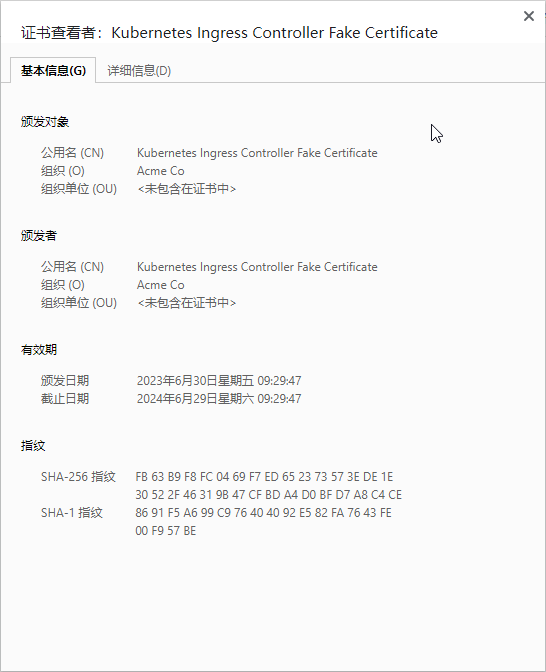 证书查看者：Kubernetes Ingress Controller Fake Certificate
基本信息(G) 详细信息(D)
颁发对象
公用名 (CN) Kubernetes Ingress Controller Fake Certificate
组织 (O) Acme Co
组织单位 (OU) <未包含在证书中>
颁发者
公用名 (CN) Kubernetes Ingress Controller Fake Certificate
组织 (O) Acme Co
组织单位 (OU) <未包含在证书中>
有效期
颁发日期 2023年6月30日星期五 09:29:47
截止日期 2024年6月29日星期六 09:29:47
指纹
SHA-256 指纹 FB 63 B9 F8 FC 04 69 F7 ED 65 23 73 57 3E DE 1E
30 52 2F 46 31 9B 47 CF BD A4 D0 BF D7 A8 C4 CE
SHA-1 指纹 86 91 F5 A6 99 C9 76 40 40 92 E5 82 FA 76 43 FE
00 F9 57 BE